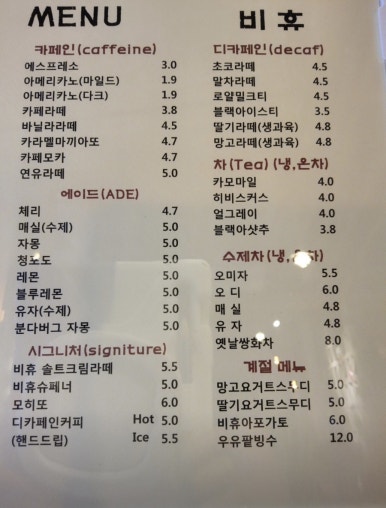 MENU
비 휴
카페인(caffeine)
에스프레소 3.0
아메리카노(마일드) 1.9
아메리카노(다크) 1.9
카페라떼 3.8
바닐라라떼 4.5
카라멜마끼아또 4.7
카페모카 4.7
연유라떼 5.0
에이드(ADE)
체리 4.7
매실(수제) 5.0
자몽 5.0
청포도 5.0
레몬 5.0
블루레몬 5.0
유자(수제) 5.0
분다버그 자몽 5.0
시그니처(signiture)
비휴 솔트크림라떼 5.5
비휴슈페너 5.0
모히또 6.0
디카페인커피 Hot 5.0
(핸드드립) Ice 5.5
디카페인(decaf)
초코라떼 4.5
말차라떼 4.5
로얄밀크티 4.5
블랙아이스티 3.5
딸기라떼(생과육) 4.8
망고라떼(생과육) 4.8
차(Tea) (냉,온차)
카모마일 4.0
히비스커스 4.0
얼그레이 4.0
블랙아샷추 3.8
수제차(냉,온차)
오미자 5.5
오 디 6.0
매 실 4.8
유 자 4.8
옛날쌍화차 8.0
계절 메뉴
망고요거트스무디 5.0
딸기요거트스무디 5.0
비휴아포가토 6.0
우유팥빙수 12.0